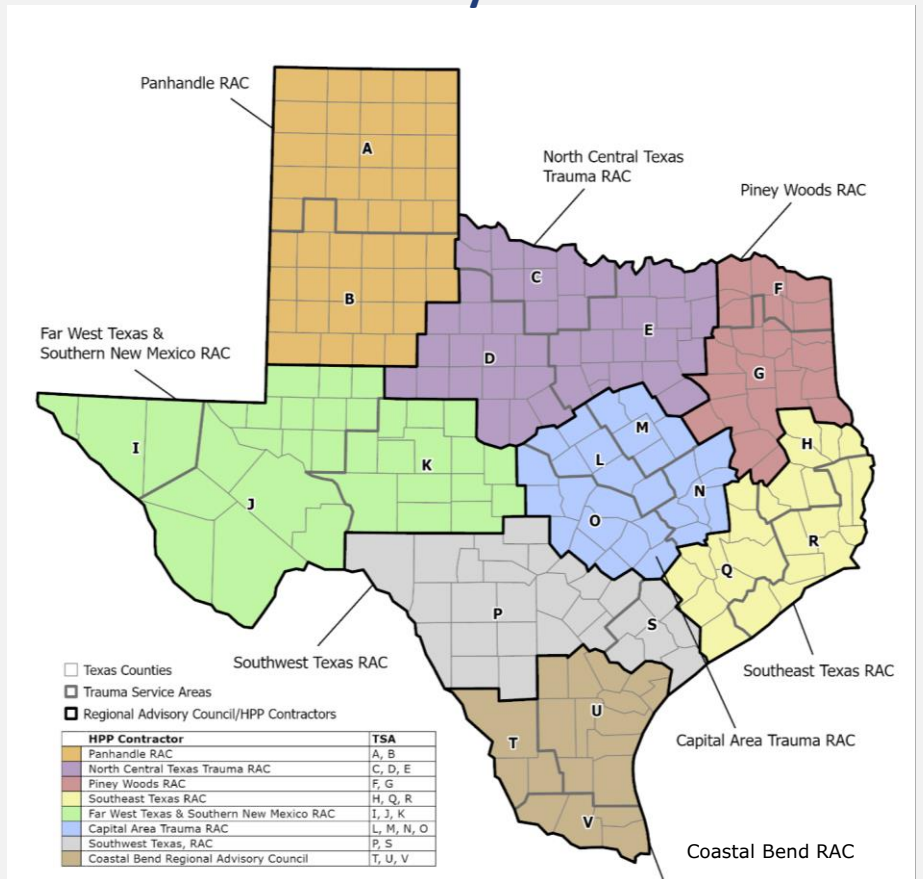 Panhandle RAC
A
North Central Texas
Trauma RAC
Piney Woods RAC
C
F
B
E
Far West Texas &
Southern New Mexico RAC
D
G
M
H
I
L
K
N
J
O
R
Q
P
S
Southwest Texas RAC
Southeast Texas RAC
Texas Counties
Trauma Service Areas
Regional Advisory Council/HPP Contractors
U
T
Capital Area Trauma RAC
V
Coastal Bend RAC
HPP Contractor TSA
Panhandle RAC A, B
North Central Texas Trauma RAC C, D, E
Piney Woods RAC F, G
Southeast Texas RAC H, Q, R
Far West Texas & Southern New Mexico RAC I, J, K
Capital Area Trauma RAC L, M, N, O
Southwest Texas, RAC P, S
Coastal Bend Regional Advisory Council T, U, V